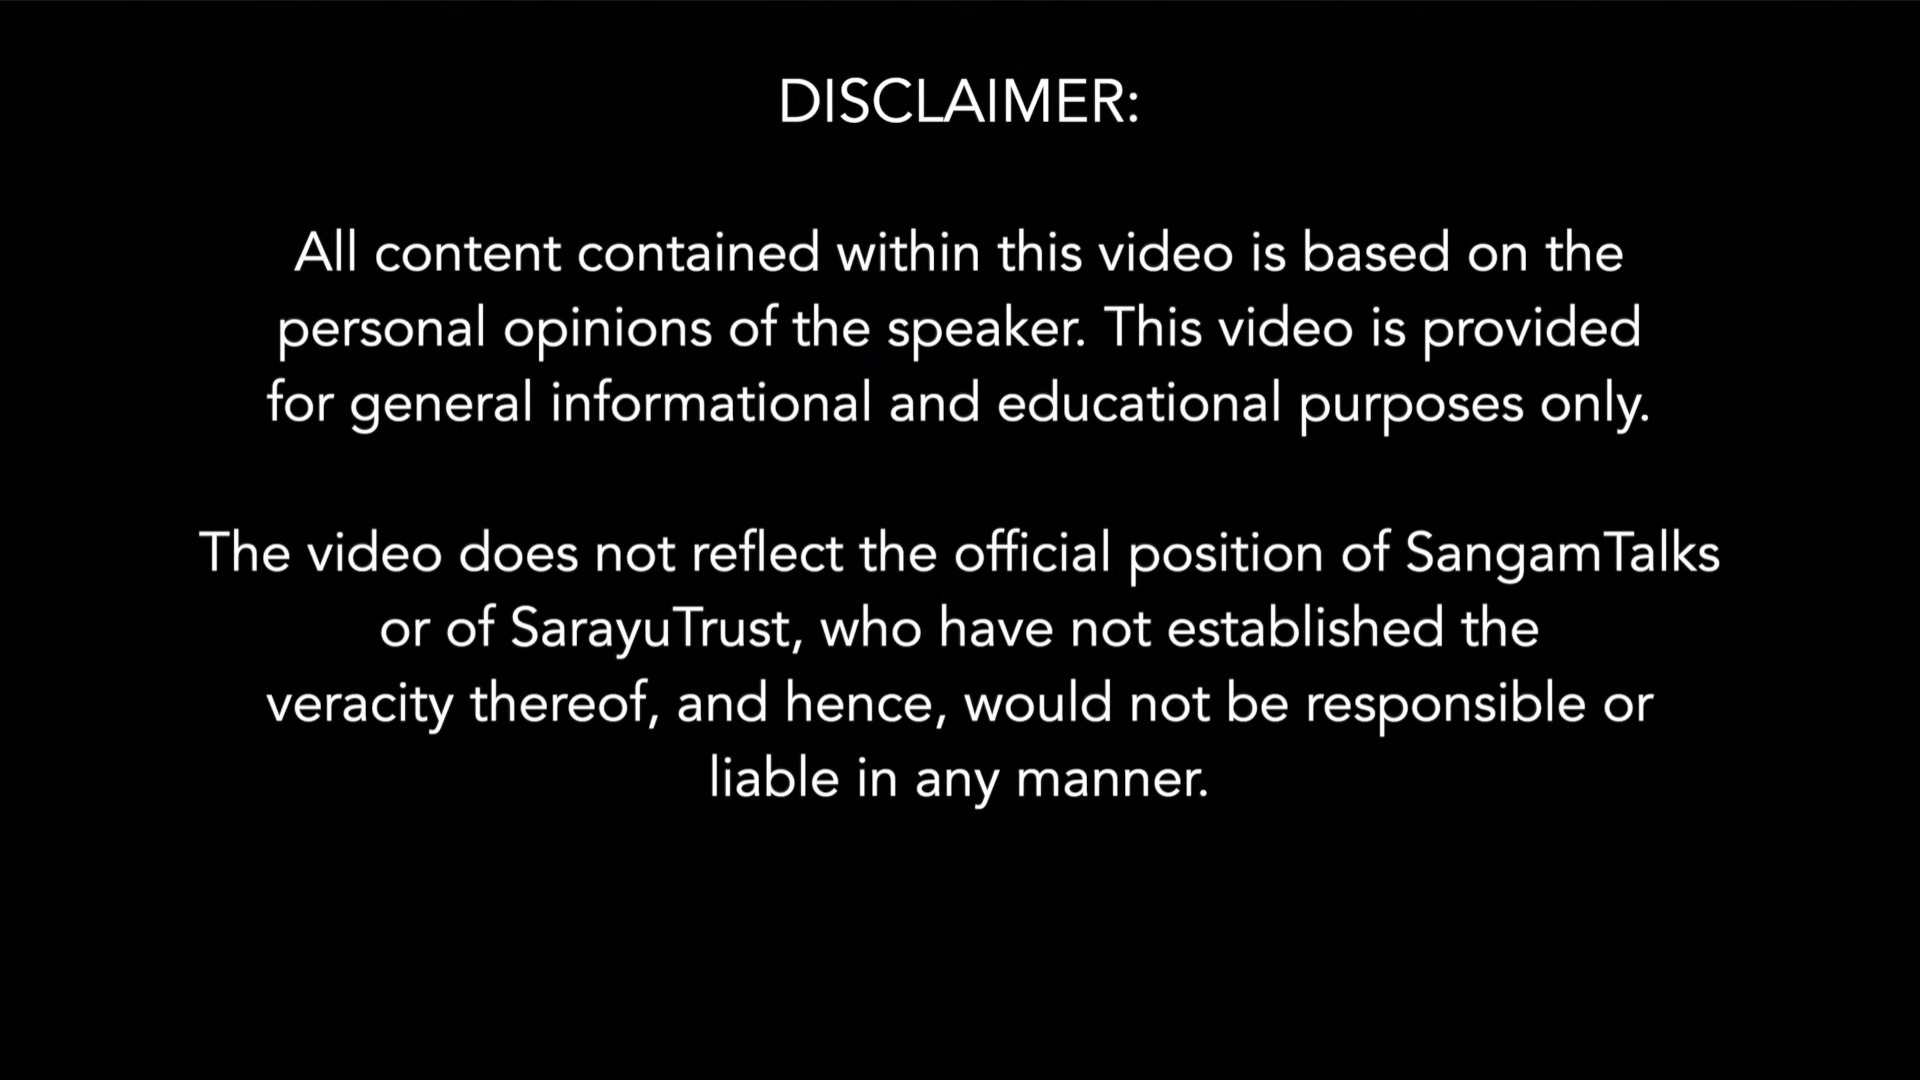 DISCLAIMER:
All content contained within this video is based on the
personal opinions of the speaker. This video is provided
for general informational and educational purposes only.
The video does not reflect the official position of SangamTalks
or of SarayuTrust, who have not established the
veracity thereof, and hence, would not be responsible or
liable in any manner.